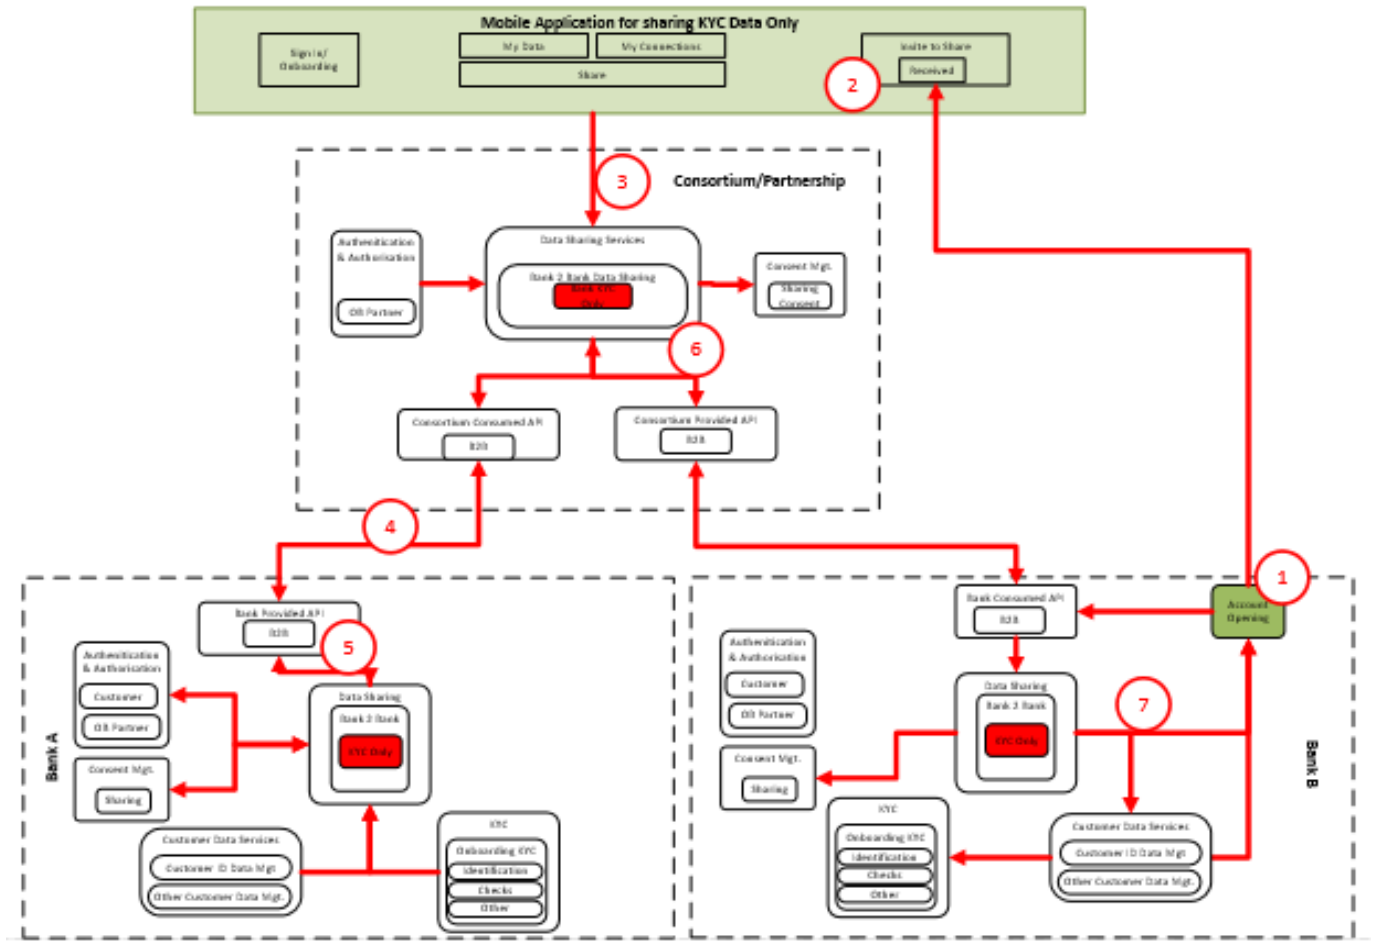 Mobile Application for sharing KYC Data Only
Sign In/
Onboarding
My Data
My Connections
Share
Invite to Share
Received
2
3
Consortium/Partnership
Authenitication
& Authorisation
OB Partner
Data Sharing Services
Bank 2 Bank Data Sharing
Bank KYC
Only
Consent Mgt.
Sharing
Consent
6
Consortium Consumed API
B2B
Consortium Provided API
B2B
4
Bank A
Bank Provided API
B2B
5
Authenitication
& Authorisation
Customer
OB Partner
Consent Mgt.
Sharing
Data Sharing
Bank 2 Bank
KYC Only
Customer Data Services
Customer ID Data Mgt
Other Customer Data Mgt.
KYC
Onboarding KYC
Identification
Checks
Other
Bank B
1
Account
Opening
Bank Consumed API
B2B
Authenitication
& Authorisation
Customer
OB Partner
Consent Mgt.
Sharing
Data Sharing
Bank 2 Bank
KYC Only
7
KYC
Onboarding KYC
Identification
Checks
Other
Customer Data Services
Customer ID Data Mgt
Other Customer Data Mgt.